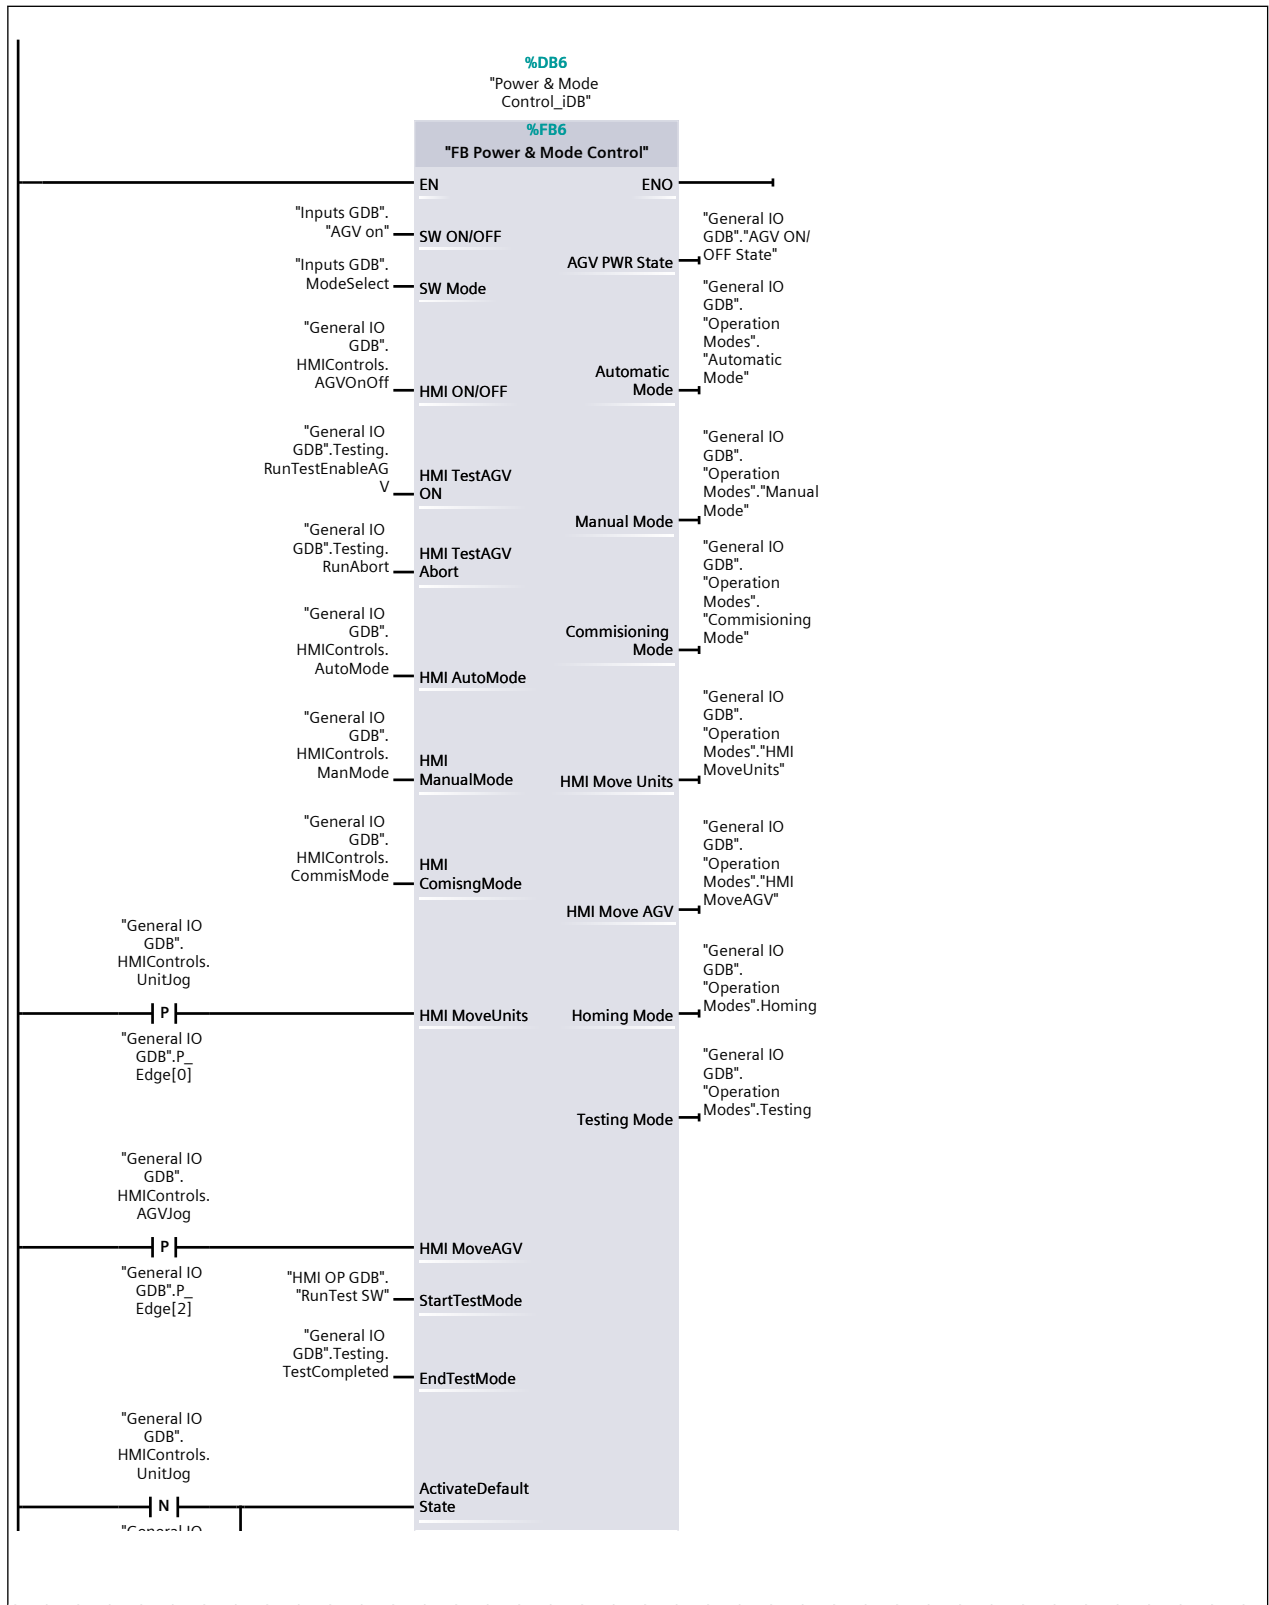 %DB6
"Power & Mode
Control_iDB"
%FB6
"FB Power & Mode Control"
EN
ENO
"Inputs GDB".
"AGV on"
SW ON/OFF
"General IO
GDB"."AGV ON/
OFF State"
AGV PWR State
"Inputs GDB".
ModeSelect
SW Mode
"General IO
GDB".
"Operation
Modes".
"Automatic
Mode"
Automatic
Mode
"General IO
GDB".
HMIControls.
AGVOnOff
HMI ON/OFF
"General IO
GDB".Testing.
RunTestEnableAG
V
HMI TestAGV
ON
"General IO
GDB".
"Operation
Modes"."Manual
Mode"
Manual Mode
"General IO
GDB".Testing.
RunAbort
HMI TestAGV
Abort
"General IO
GDB".
"Operation
Modes".
"Commisioning
Mode"
Commisioning
Mode
"General IO
GDB".
HMIControls.
AutoMode
HMI AutoMode
"General IO
GDB".
"Operation
Modes"."HMI
MoveUnits"
HMI Move Units
"General IO
GDB".
HMIControls.
ManMode
HMI
ManualMode
"General IO
GDB".
HMIControls.
CommisMode
HMI
ComisngMode
"General IO
GDB".
"Operation
Modes"."HMI
MoveAGV"
HMI Move AGV
"General IO
GDB".
HMIControls.
UnitJog
P
"General IO
GDB".P_
Edge[0]
HMI MoveUnits
"General IO
GDB".
"Operation
Modes".Homing
Homing Mode
"General IO
GDB".
"Operation
Modes".Testing
Testing Mode
"General IO
GDB".
HMIControls.
AGVJog
P
"General IO
GDB".P_
Edge[2]
HMI MoveAGV
"HMI OP GDB".
"RunTest SW"
StartTestMode
"General IO
GDB".Testing.
TestCompleted
EndTestMode
"General IO
GDB".
HMIControls.
UnitJog
N
"General IO
ActivateDefault
State